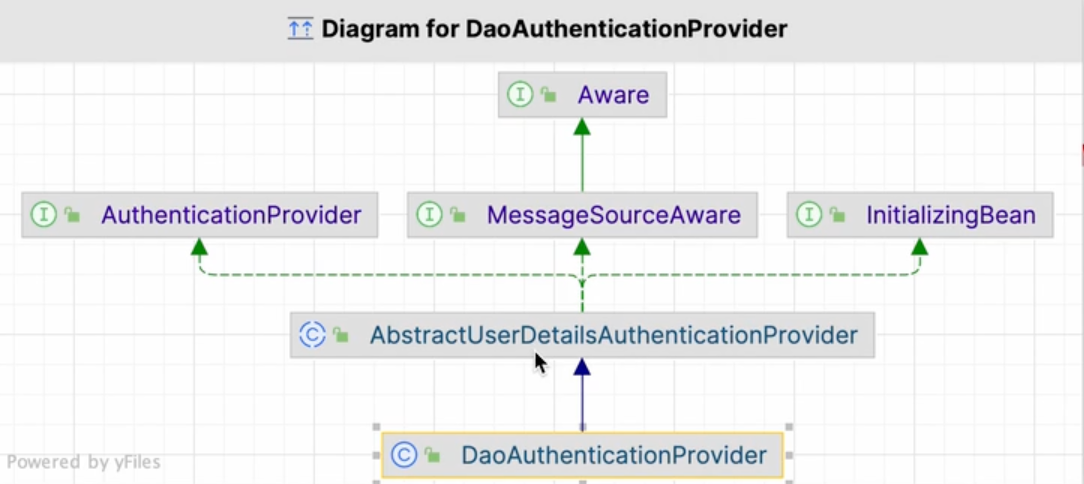 Diagram for DaoAuthenticationProvider
Aware
AuthenticationProvider
MessageSourceAware
InitializingBean
AbstractUserDetailsAuthenticationProvider
DaoAuthenticationProvider
Powered by yFiles